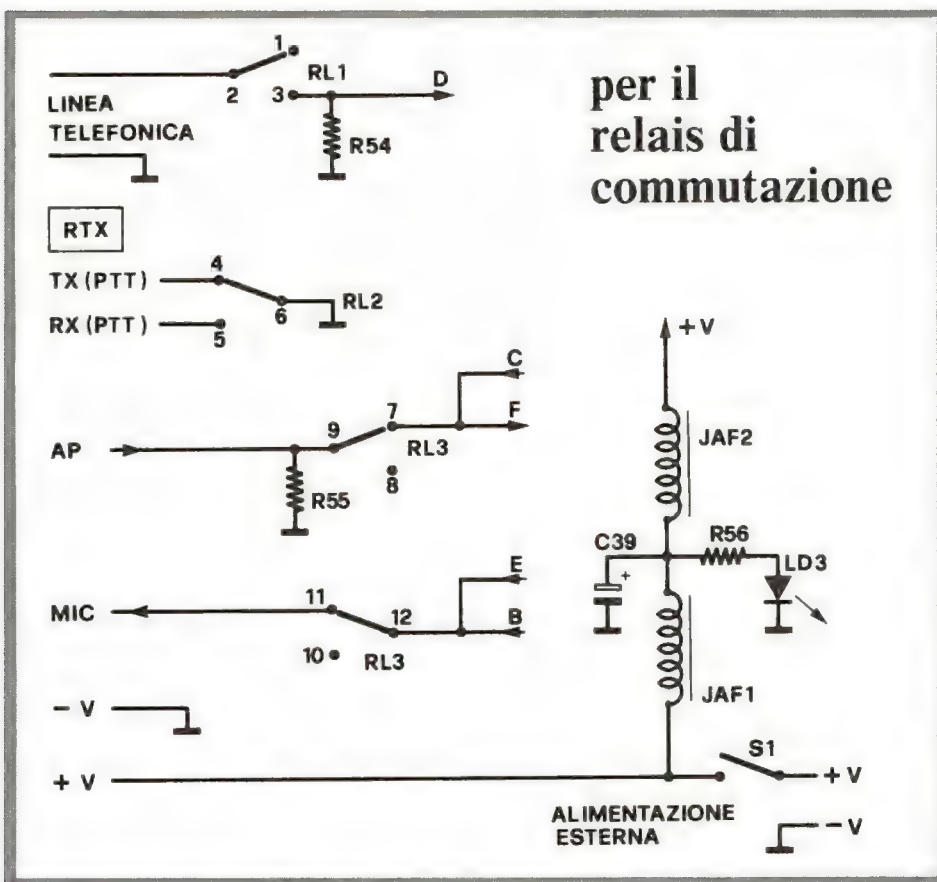 per il
relais di
commutazione
1
RL1
2
3
D
LINEA
TELEFONICA
R54
RTX
TX (PTT)
4
RL2
6
RX (PTT)
5
C
F
AP
9
7
RL3
8
R55
E
MIC
11
12
B
10
RL3
+ V
JAF2
C39
+
R56
LD3
JAF1
- V
+ V
S1
+ V
ALIMENTAZIONE
ESTERNA
- V